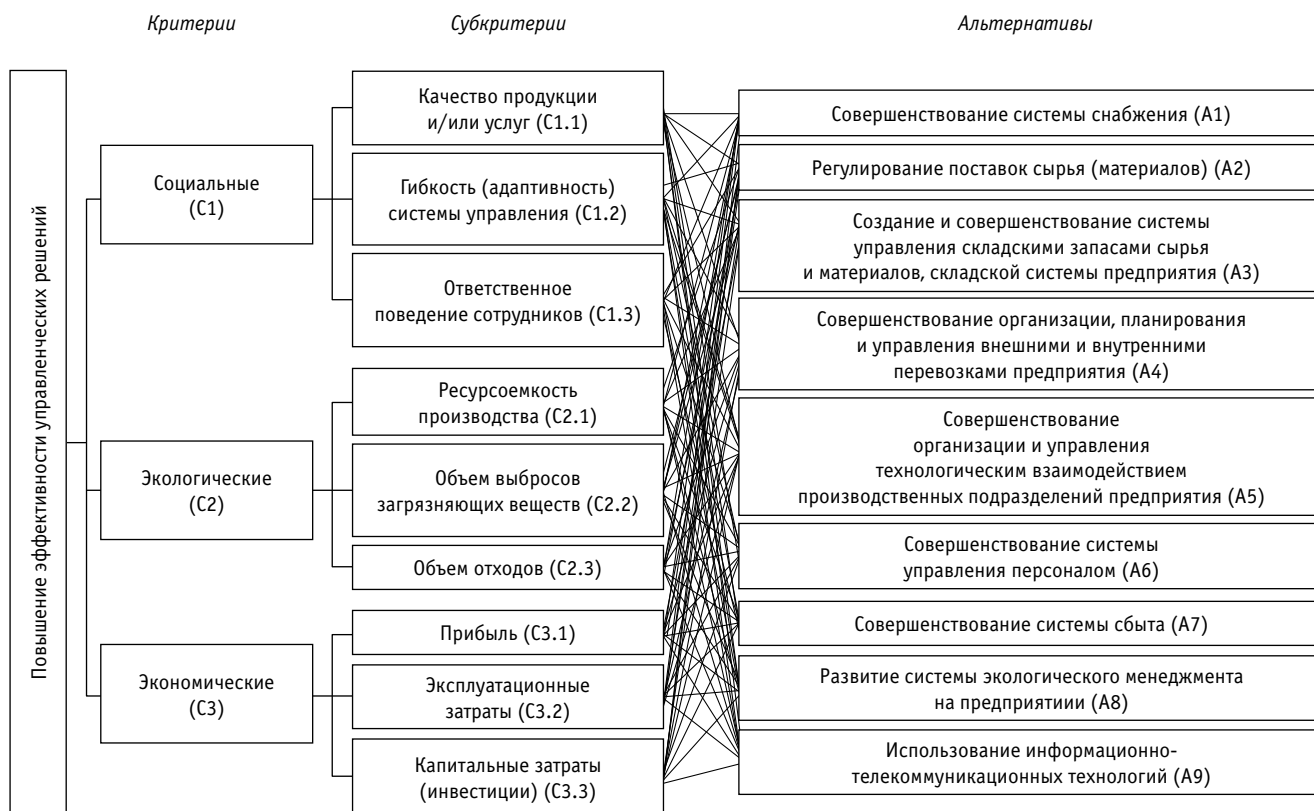 Критерии
Субкритерии
Альтернативы
Повышение эффективности управленческих решений
Социальные
(С1)
Экологические
(С2)
Экономические
(С3)
Качество продукции
и/или услуг (С1.1)
Гибкость (адаптивность)
системы управления (С1.2)
Ответственное
поведение сотрудников (С1.3)
Ресурсоемкость
производства (С2.1)
Объем выбросов
загрязняющих веществ (С2.2)
Объем отходов (С2.3)
Прибыль (С3.1)
Эксплуатационные
затраты (С3.2)
Капитальные затраты
(инвестиции) (С3.3)
Совершенствование системы снабжения (А1)
Регулирование поставок сырья (материалов) (А2)
Создание и совершенствование системы
управления складскими запасами сырья
и материалов, складской системы предприятия (А3)
Совершенствование организации, планирования
и управления внешними и внутренними
перевозками предприятия (А4)
Совершенствование
организации и управления
технологическим взаимодействием
производственных подразделений предприятия (А5)
Совершенствование системы
управления персоналом (А6)
Совершенствование системы сбыта (А7)
Развитие системы экологического менеджмента
на предприятиии (А8)
Использование информационно-
телекоммуникационных технологий (А9)